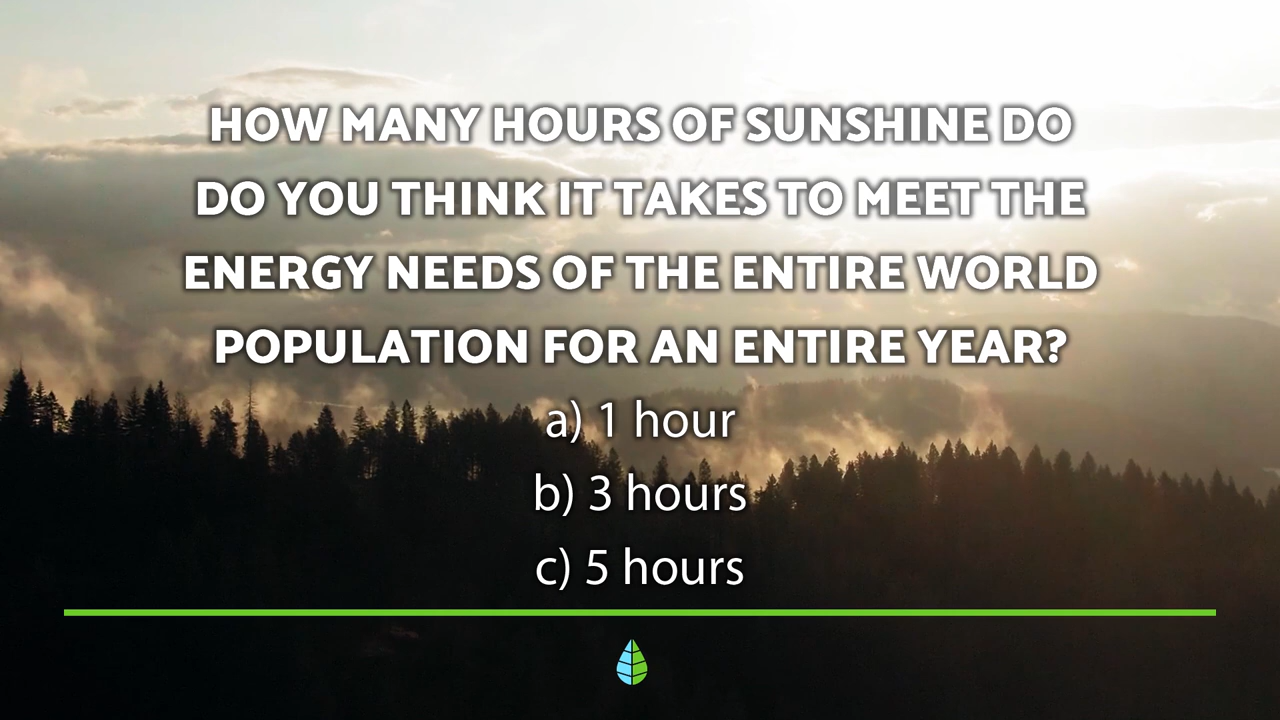 HOW MANY HOURS OF SUNSHINE DO
DO YOU THINK IT TAKES TO MEET THE
ENERGY NEEDS OF THE ENTIRE WORLD
POPULATION FOR AN ENTIRE YEAR?
a) 1 hour
b) 3 hours
c) 5 hours